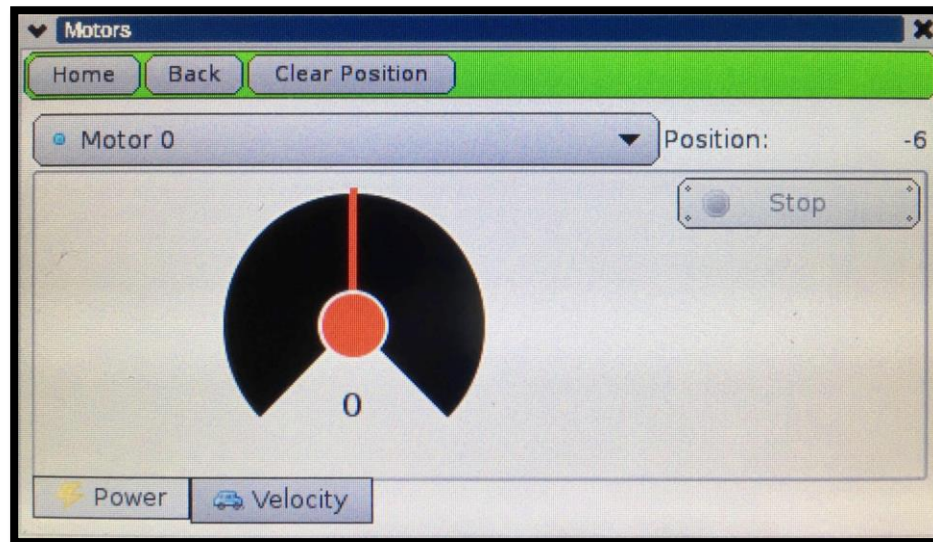 Motors
Home Back Clear Position
Motor 0 Position: -6
Stop
0
Power Velocity